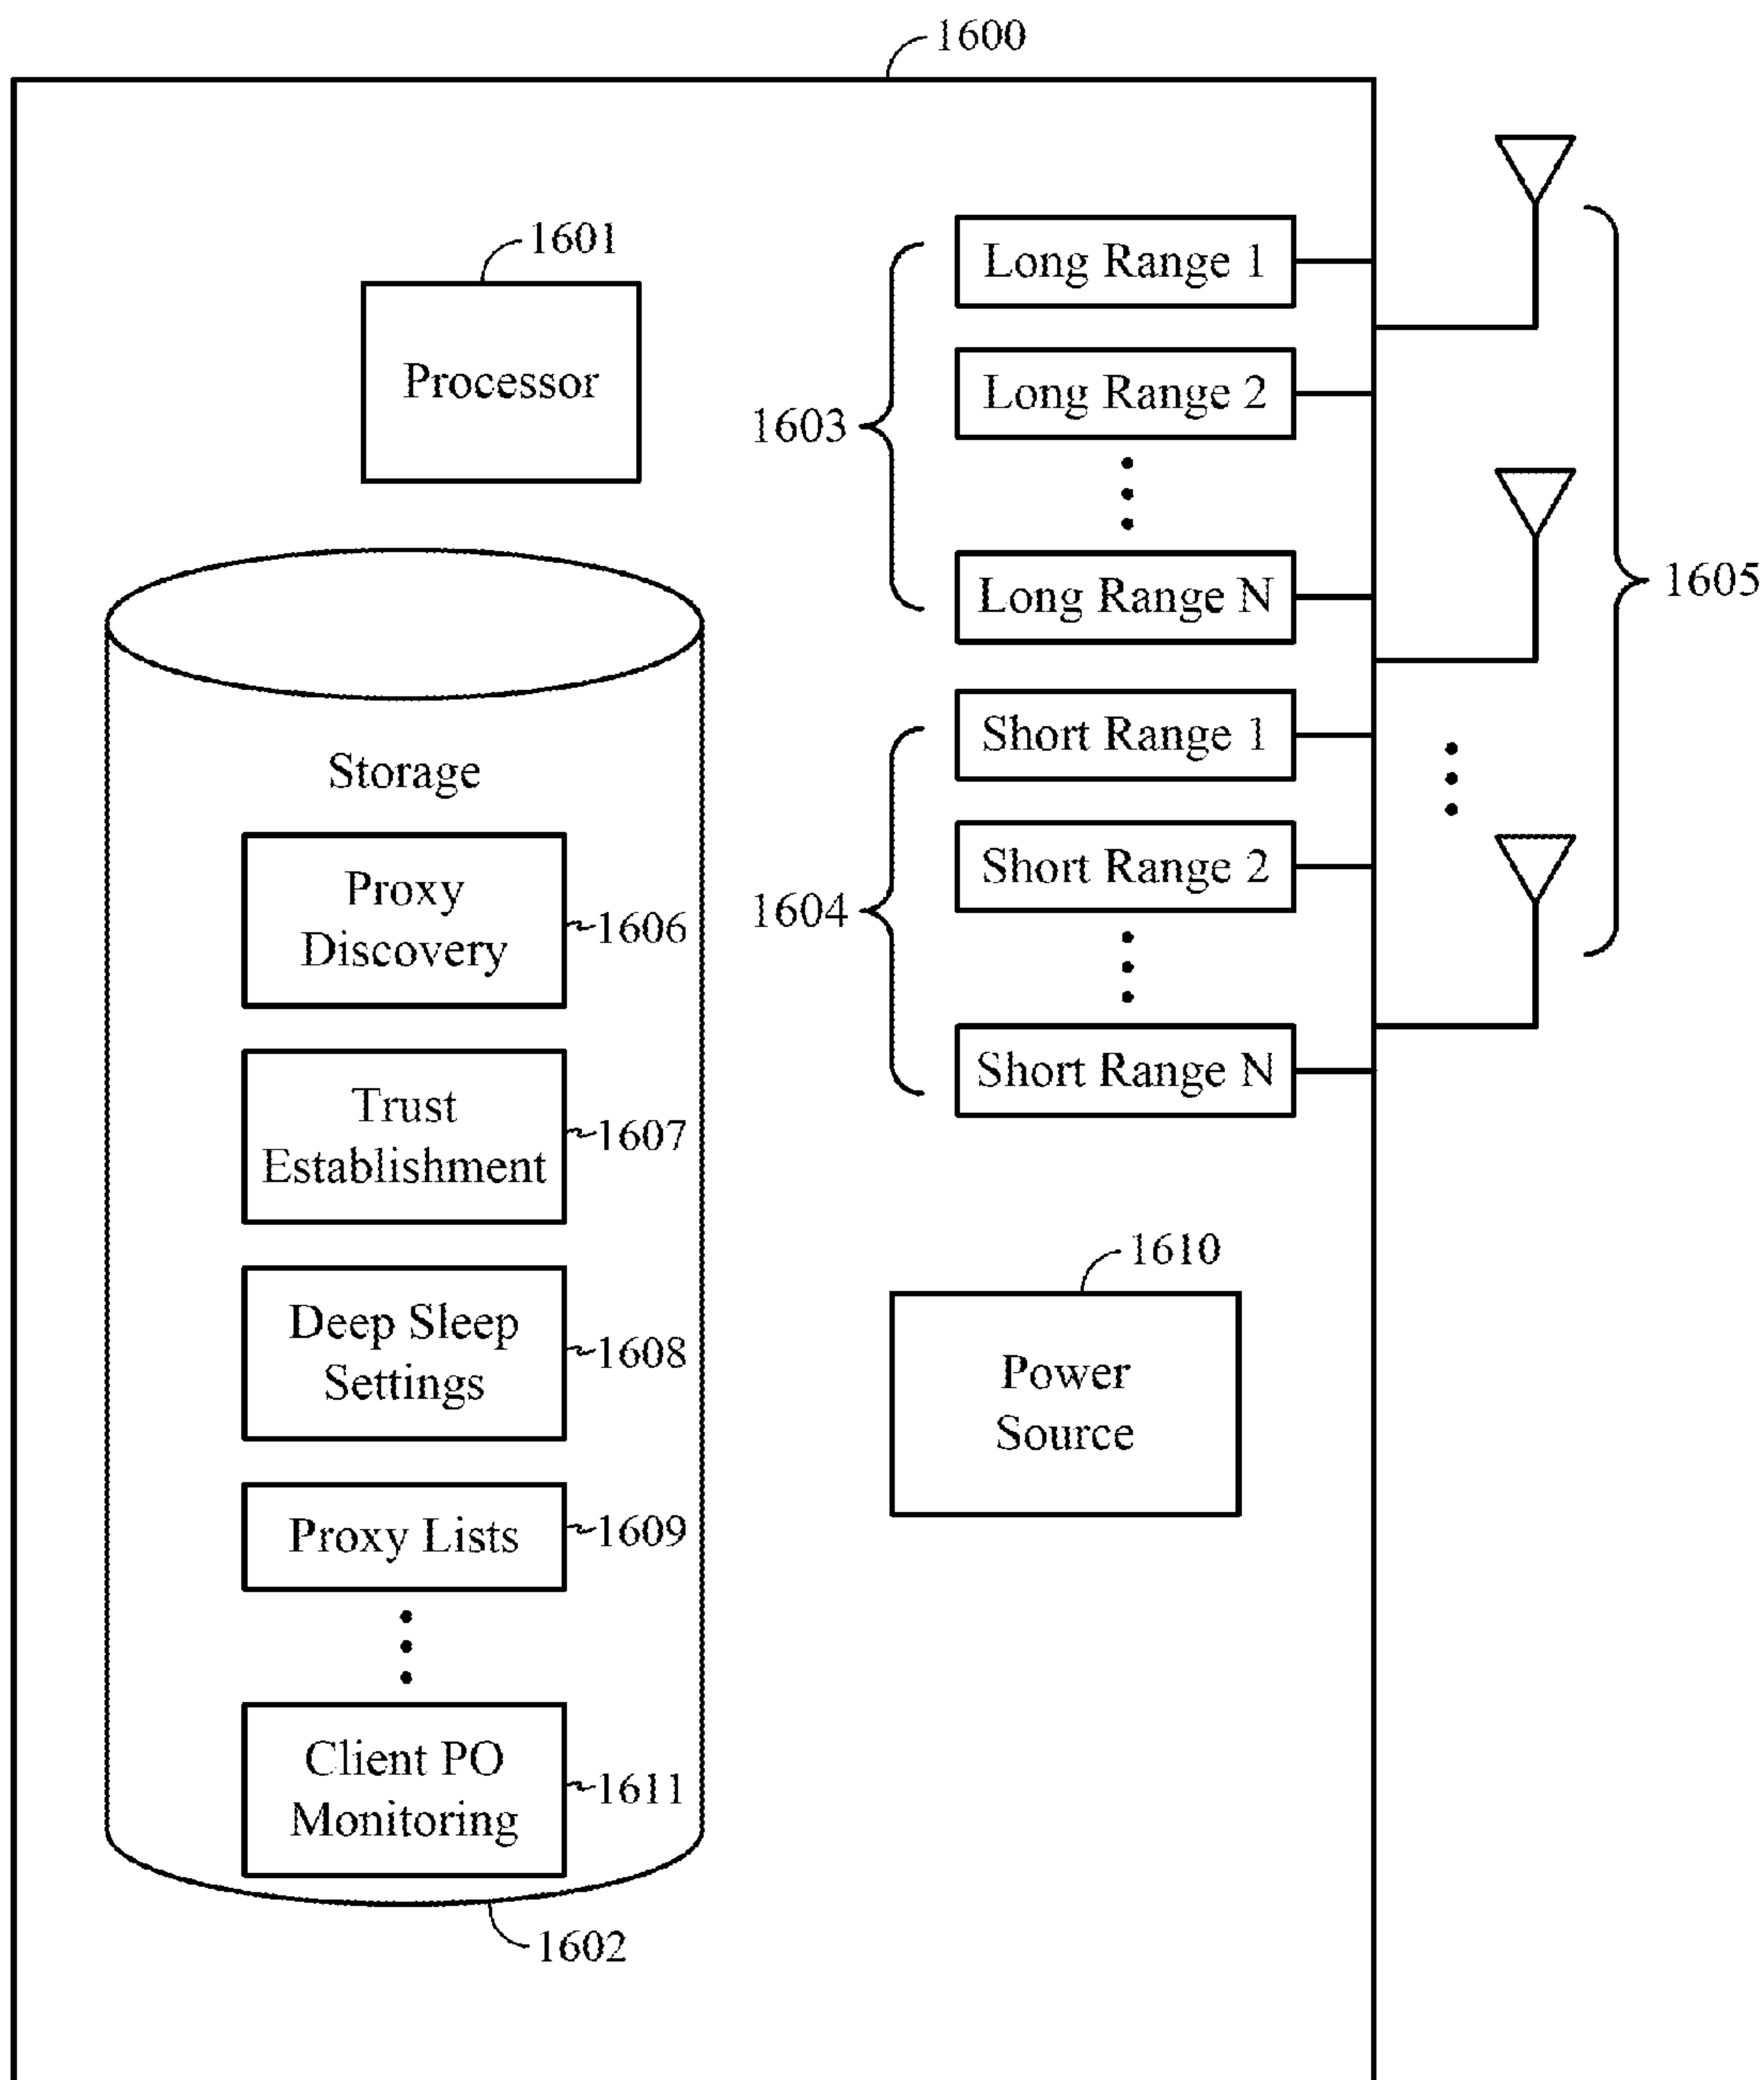 1600
1601
Processor
Long Range 1
Long Range 2
1603
Long Range N
1605
Short Range 1
Short Range 2
1604
Short Range N
Storage
Proxy
Discovery
1606
Trust
Establishment
1607
Deep Sleep
Settings
1608
Proxy Lists
1609
Client PO
Monitoring
1611
1602
1610
Power
Source